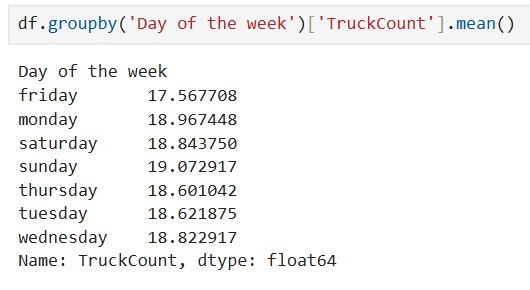 df.groupby('Day of the week')['TruckCount'].mean()
Day of the week
friday 17.567708
monday 18.967448
saturday 18.843750
sunday 19.072917
thursday 18.601042
tuesday 18.621875
wednesday 18.822917
Name: TruckCount, dtype: float64